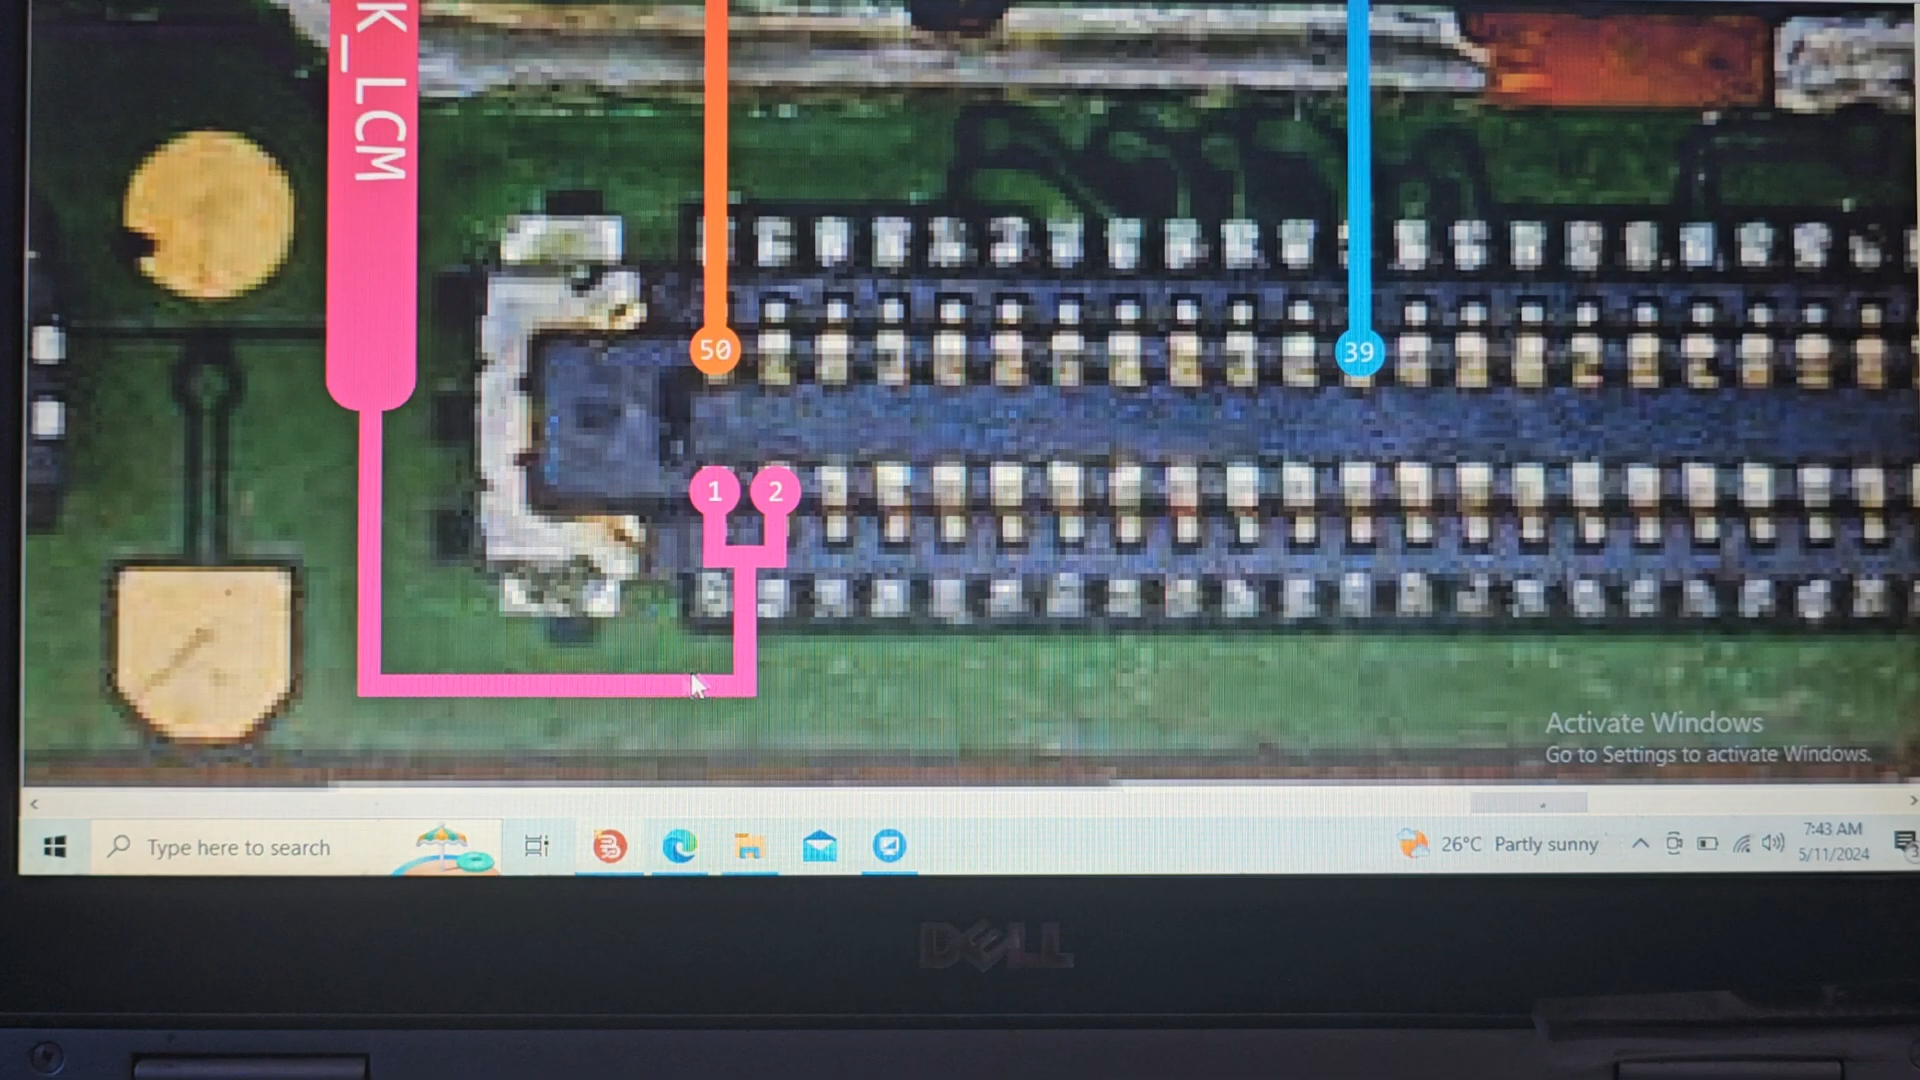 K_LCM
50
39
1
2
Activate Windows
Go to Settings to activate Windows.
Type here to search
26°C Partly sunny
7:43 AM
5/11/2024
3
DELL